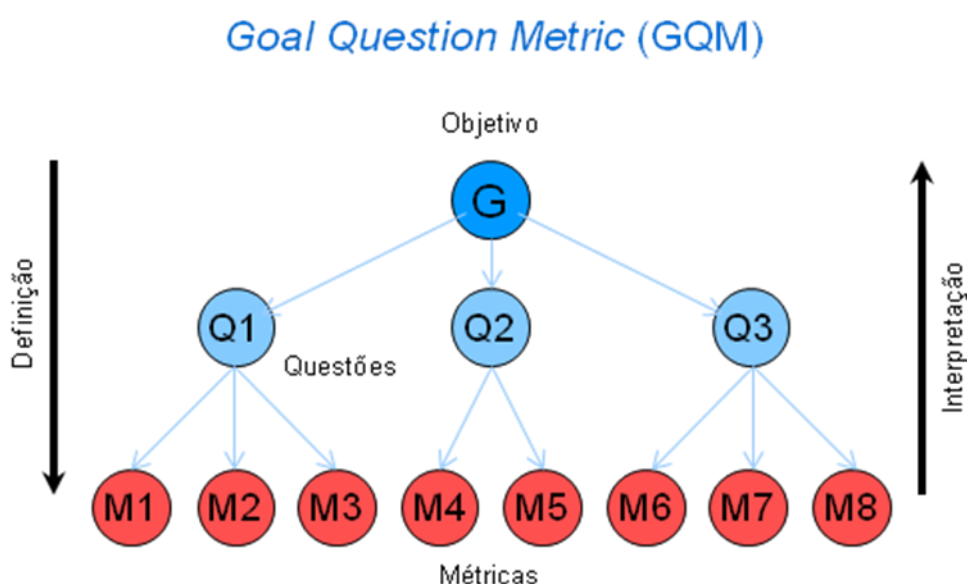 Goal Question Metric (GQM)
Objetivo
G
Definição
Interpretação
Q1
Q2
Q3
Questões
M1
M2
M3
M4
M5
M6
M7
M8
Métricas